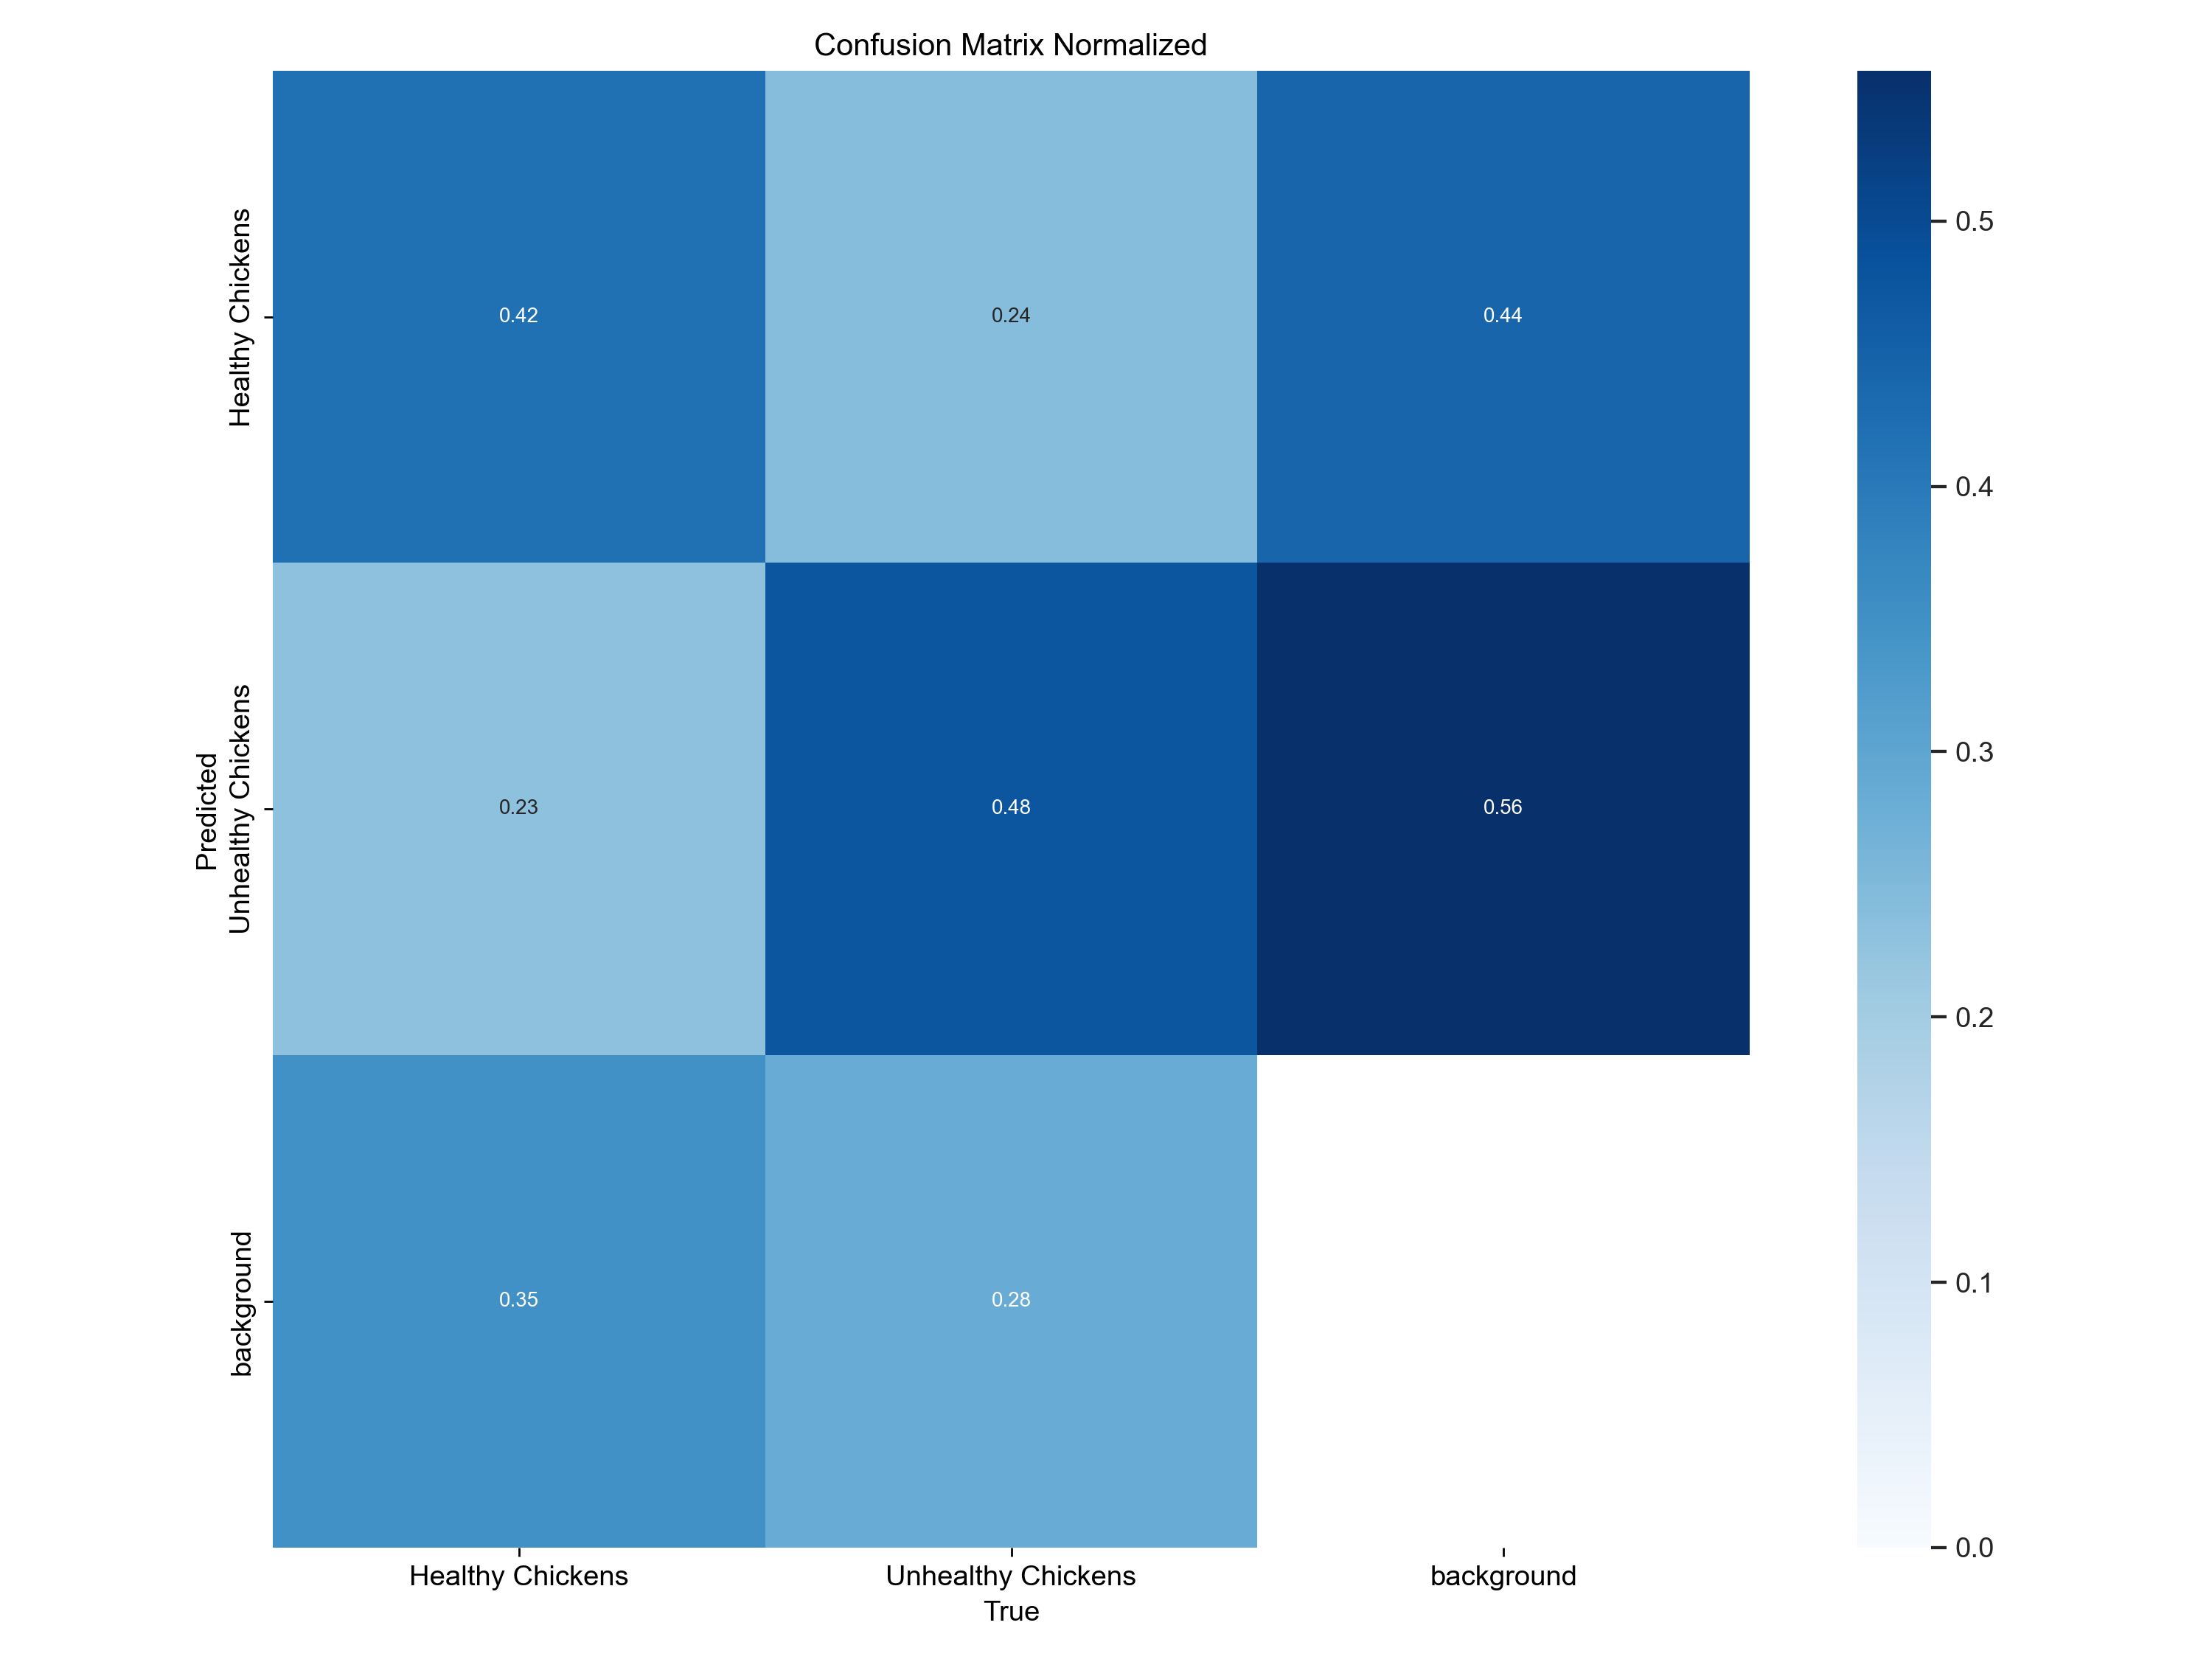 Confusion Matrix Normalized
Healthy Chickens
0.42
0.24
0.44
Predicted
Unhealthy Chickens
0.23
0.48
0.56
background
0.35
0.28
Healthy Chickens
Unhealthy Chickens
background
True
0.5
0.4
0.3
0.2
0.1
0.0